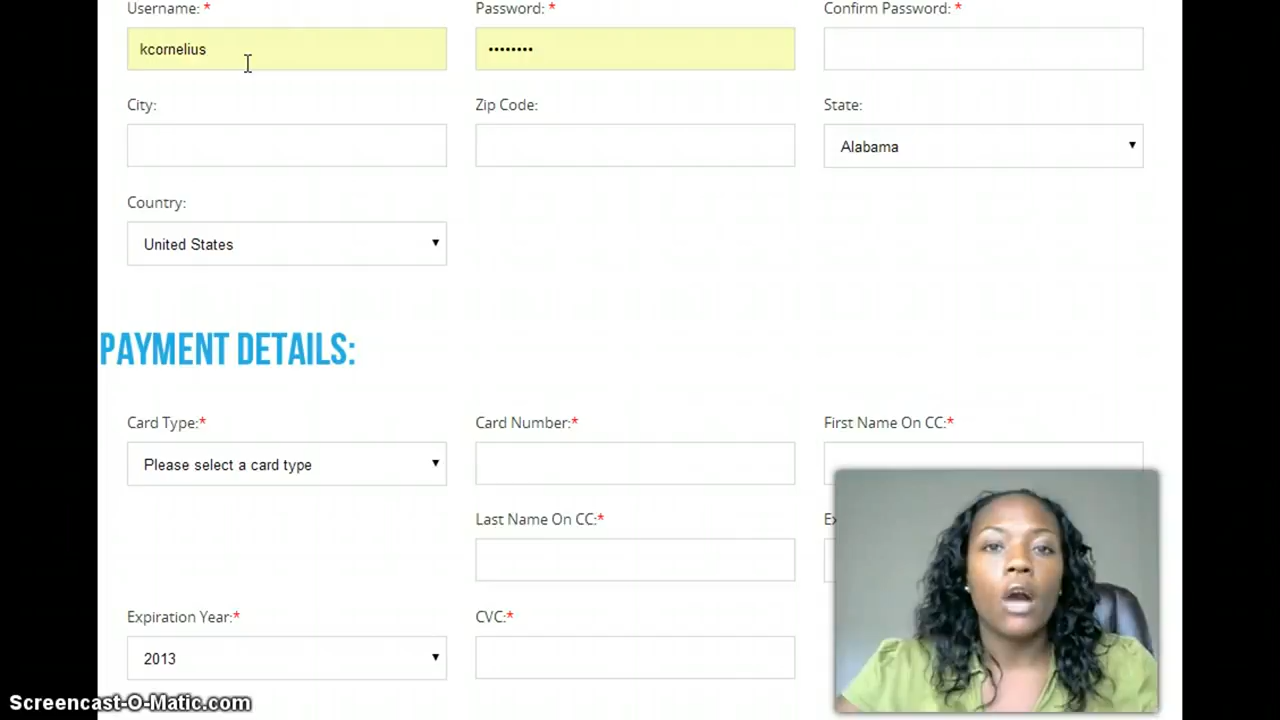 Username: * Password: * Confirm Password: *
kcornelius ••••••••
City: Zip Code: State:
Alabama
Country:
United States
PAYMENT DETAILS:
Card Type:* Card Number:* First Name On CC:*
Please select a card type
Last Name On CC:* Ex
Expiration Year:* CVC:*
2013
Screencast-O-Matic.com